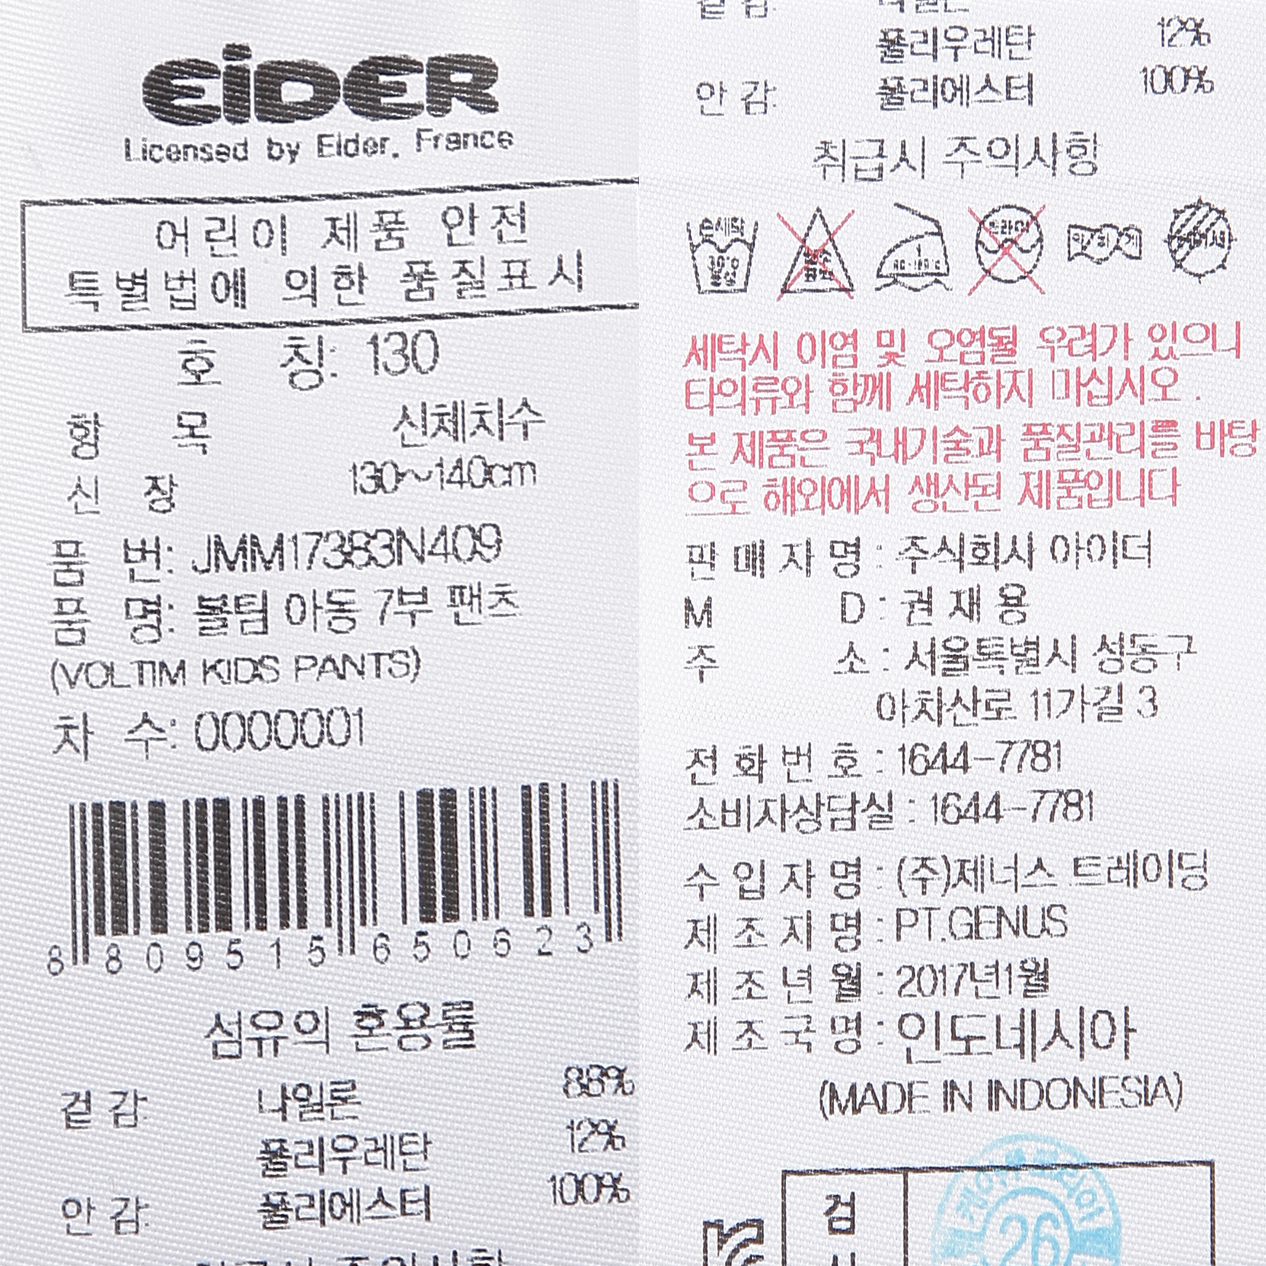 EiDER
Licensed by Eider, France
어린이 제품 안전
특별법에 의한 품질표시
호 칭: 130
항 목 신체치수
신 장 130~140cm
품 번: JMM17383N409
품 명: 볼팀 아동 7부 팬츠
(VOLTIM KIDS PANTS)
차 수: 0000001
8 809515 650623
섬유의 혼용률
겉 감: 나일론 88%
폴리우레탄 12%
안 감: 폴리에스터 100%
폴리우레탄 12%
안 감: 폴리에스터 100%
취급시 주의사항
세탁시 이염 및 오염될 우려가 있으니
타의류와 함께 세탁하지 마십시오.
본 제품은 국내기술과 품질관리를 바탕
으로 해외에서 생산된 제품입니다
판 매 자 명 : 주식회사 아이더
M D : 권 재 용
주 소 : 서울특별시 성동구
아차산로 11가길 3
전 화 번 호 : 1644-7781
소비자상담실 : 1644-7781
수 입 자 명 : (주)제너스 트레이딩
제 조 자 명 : PT.GENUS
제 조 년 월 : 2017년1월
제 조 국 명 : 인도네시아
(MADE IN INDONESIA)
검
26